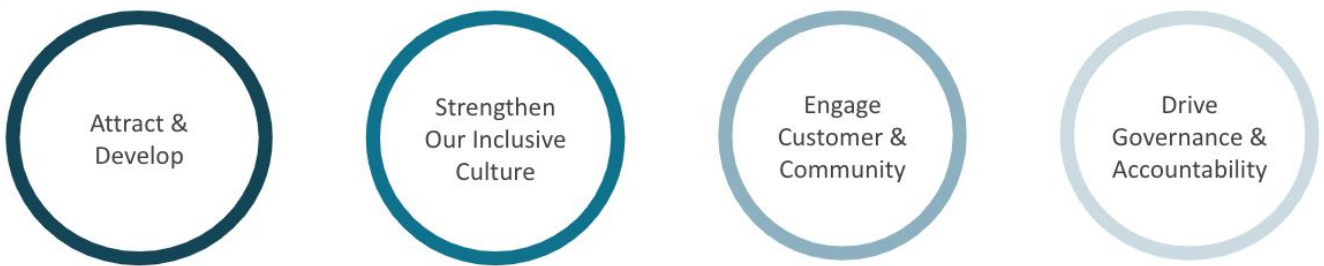 Attract &
Develop
Strengthen
Our Inclusive
Culture
Engage
Customer &
Community
Drive
Governance &
Accountability